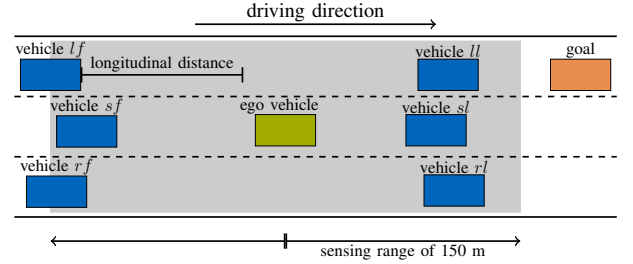 driving direction
vehicle lf
longitudinal distance
vehicle ll
goal
vehicle sf
ego vehicle
vehicle sl
vehicle rf
vehicle rl
sensing range of 150 m